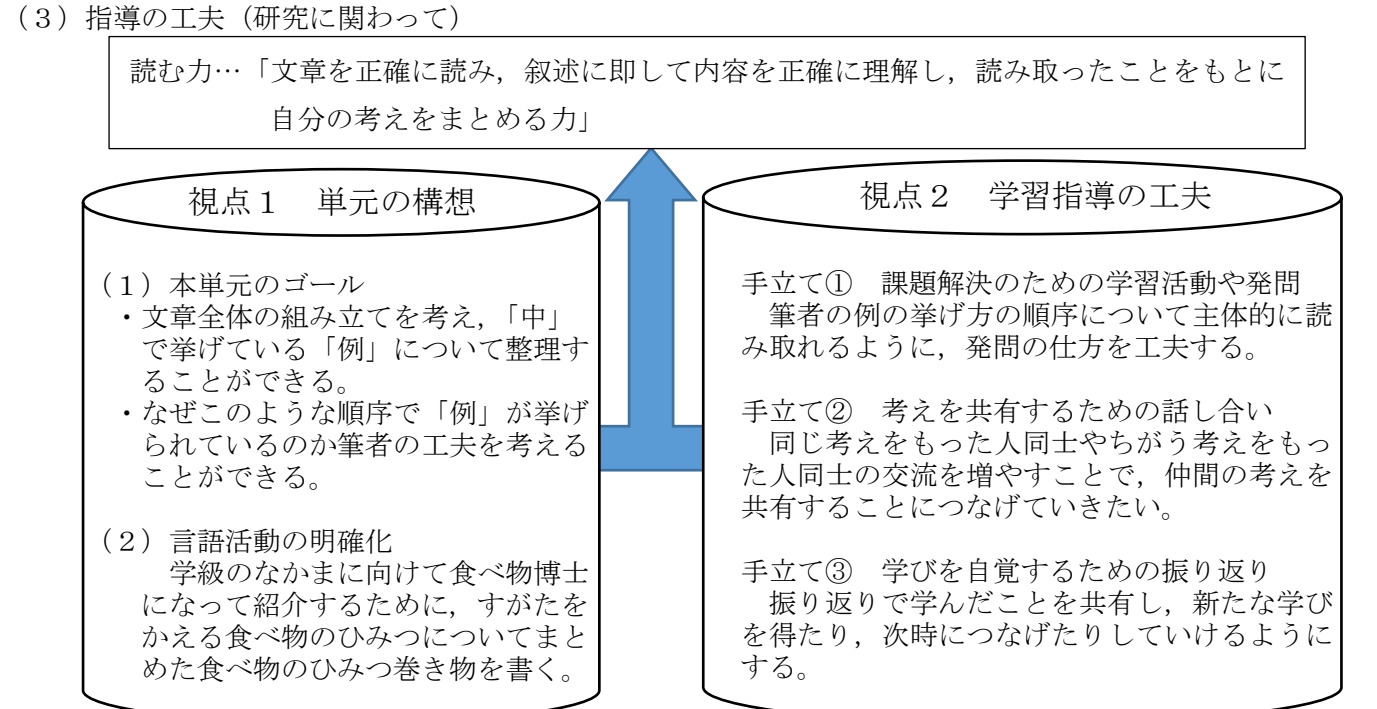 （３）指導の工夫（研究に関わって）
読む力…「文章を正確に読み，叙述に即して内容を正確に理解し，読み取ったことをもとに
自分の考えをまとめる力」
視点１　単元の構想
（１）本単元のゴール
・文章全体の組み立てを考え，「中」
で挙げている「例」について整理す
ることができる。
・なぜこのような順序で「例」が挙げ
られているのか筆者の工夫を考える
ことができる。
（２）言語活動の明確化
学級のなかまに向けて食べ物博士
になって紹介するために，すがたを
かえる食べ物のひみつについてまと
めた食べ物のひみつ巻き物を書く。
視点２　学習指導の工夫
手立て①　課題解決のための学習活動や発問
筆者の例の挙げ方の順序について主体的に読
み取れるように，発問の仕方を工夫する。
手立て②　考えを共有するための話し合い
同じ考えをもった人同士やちがう考えをもっ
た人同士の交流を増やすことで，仲間の考えを
共有することにつなげていきたい。
手立て③　学びを自覚するための振り返り
振り返りで学んだことを共有し，新たな学び
を得たり，次時につなげたりしていけるように
する。